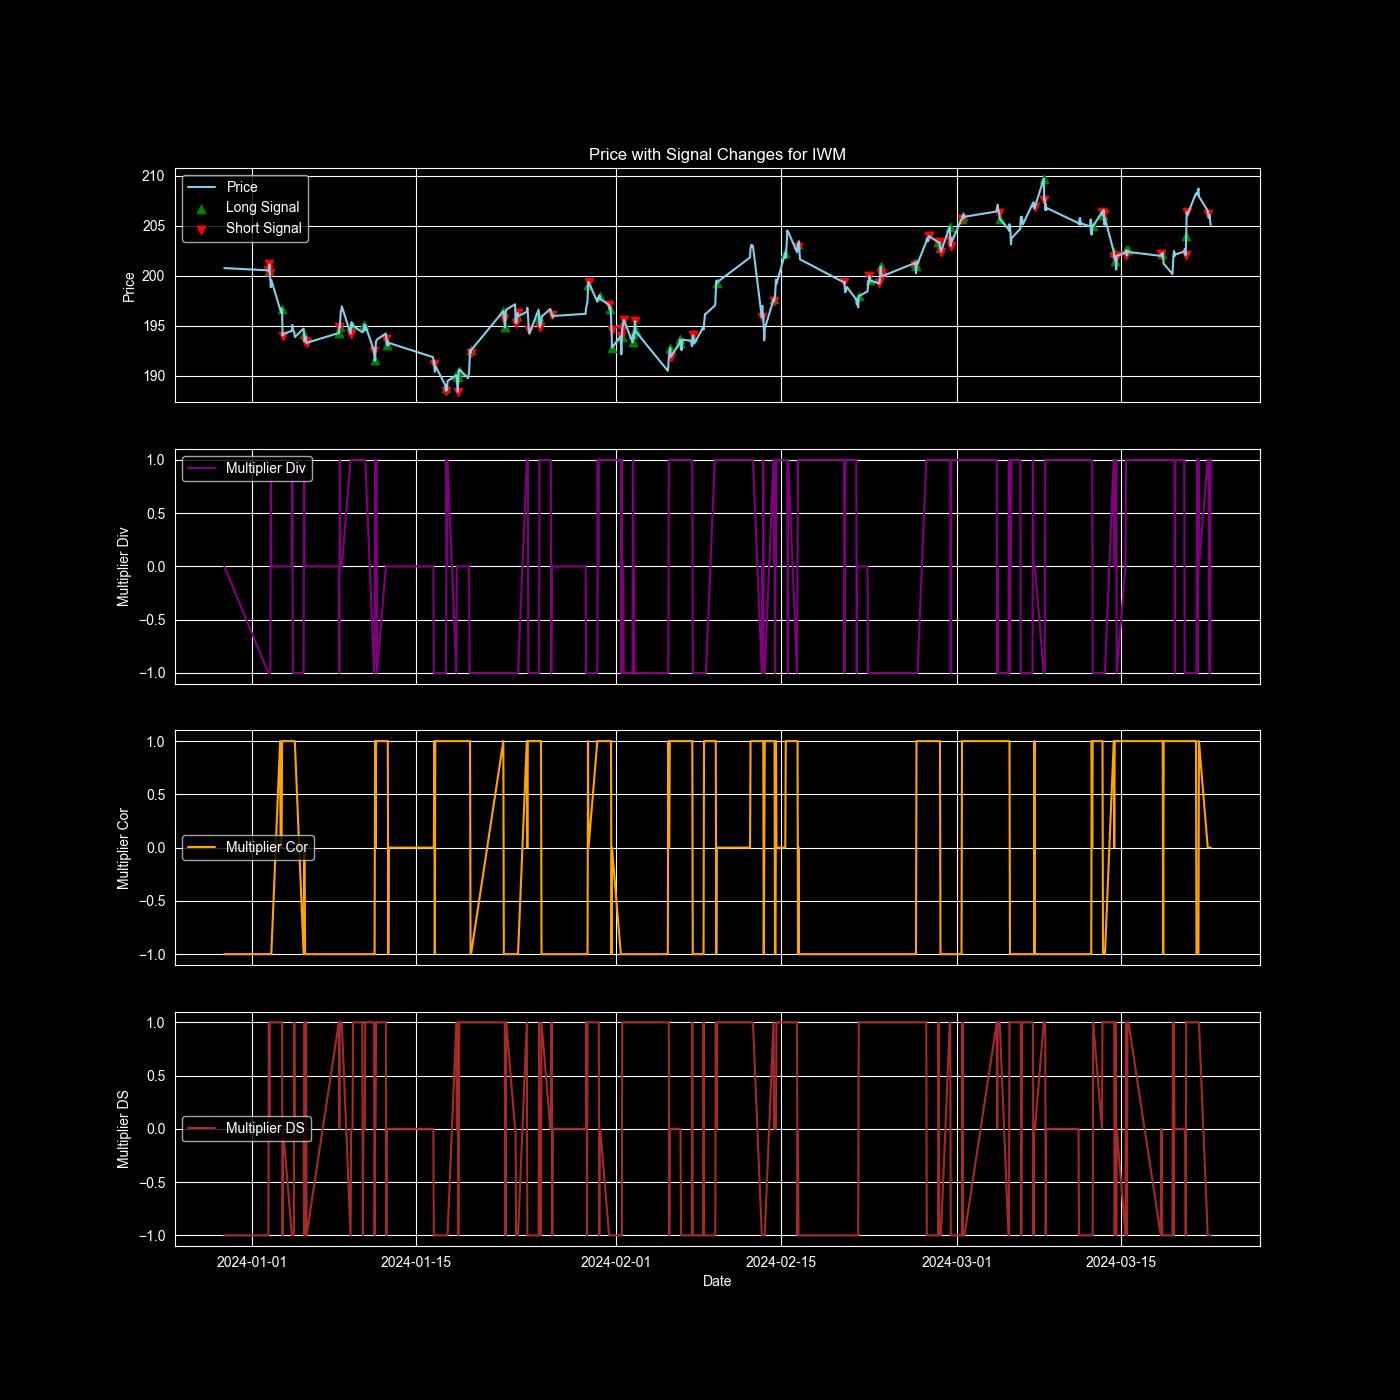 Price with Signal Changes for IWM
210
205
200
195
190
Price
Price
Long Signal
Short Signal
1.0
0.5
0.0
−0.5
−1.0
Multiplier Div
Multiplier Div
1.0
0.5
0.0
−0.5
−1.0
Multiplier Cor
Multiplier Cor
1.0
0.5
0.0
−0.5
−1.0
Multiplier DS
Multiplier DS
2024-01-01 2024-01-15 2024-02-01 2024-02-15 2024-03-01 2024-03-15
Date